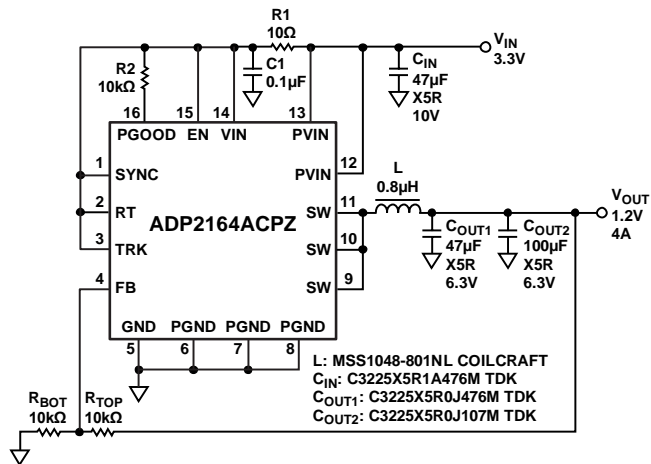 R1
10Ω
VIN
3.3V
R2
10kΩ
C1
0.1µF
CIN
47µF
X5R
10V
16
15
14
13
PGOOD
EN
VIN
PVIN
1
SYNC
PVIN
12
L
0.8µH
2
RT
SW
11
VOUT
1.2V
4A
ADP2164ACPZ
3
TRK
SW
10
COUT1
47µF
X5R
6.3V
COUT2
100µF
X5R
6.3V
4
FB
SW
9
GND
PGND
PGND
PGND
5
6
7
8
L: MSS1048-801NL COILCRAFT
CIN: C3225X5R1A476M TDK
COUT1: C3225X5R0J476M TDK
COUT2: C3225X5R0J107M TDK
RBOT
10kΩ
RTOP
10kΩ